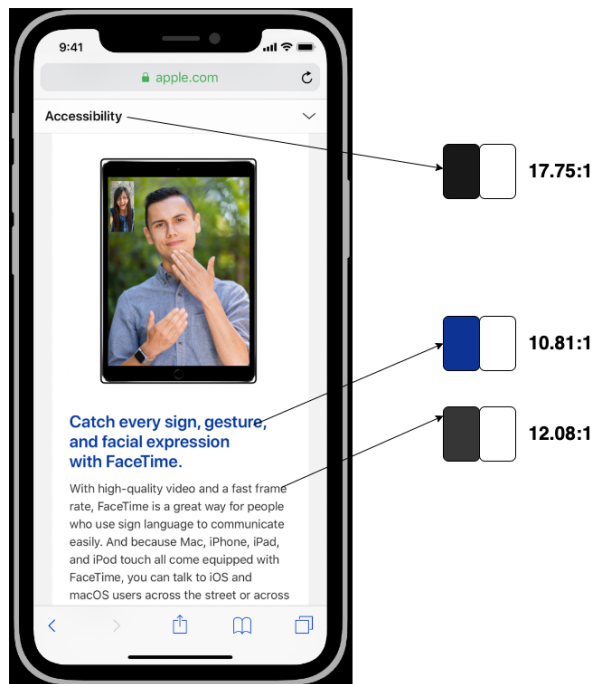 9:41
apple.com
Accessibility
17.75:1
10.81:1
12.08:1
Catch every sign, gesture,
and facial expression
with FaceTime.
With high-quality video and a fast frame
rate, FaceTime is a great way for people
who use sign language to communicate
easily. And because Mac, iPhone, iPad,
and iPod touch all come equipped with
FaceTime, you can talk to iOS and
macOS users across the street or across